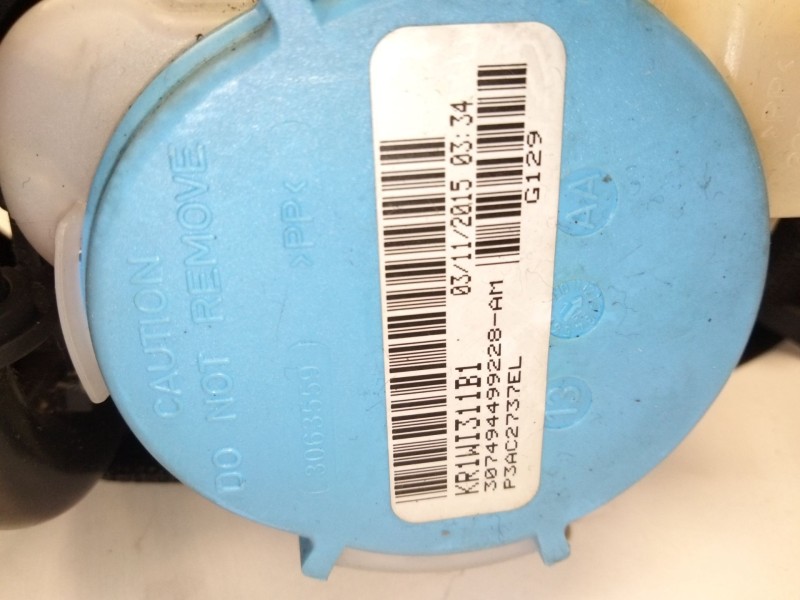 CAUTION
DO NOT REMOVE
>PP<
KR1WI311B1
03/11/2015 03:34
307494499228-AM
P3AC2737EL
G129
AA
13